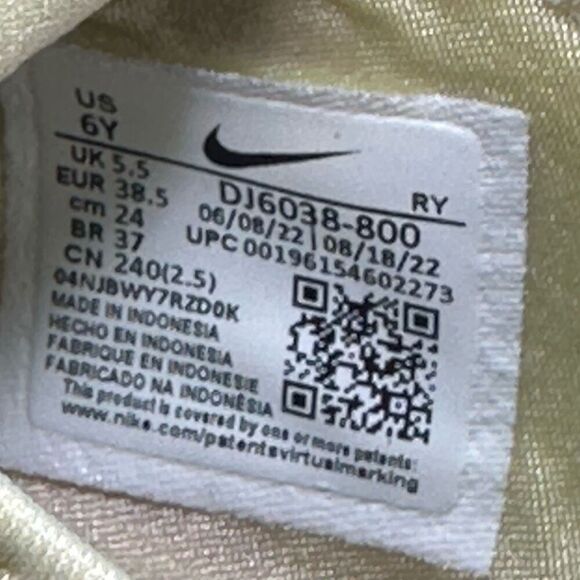 US
6Y
RY
UK 5.5
EUR 38.5
cm 24
BR 37
CN 240(2.5)
DJ6038-800
06/08/22 | 08/18/22
UPC 00196154602273
04NJBWY7RZD0K
MADE IN INDONESIA
HECHO EN INDONESIA
FABRIQUE EN INDONESIE
FABRICADO NA INDONÉSIA
This product is covered by one or more patents:
www.nike.com/patentsvirtualmarking